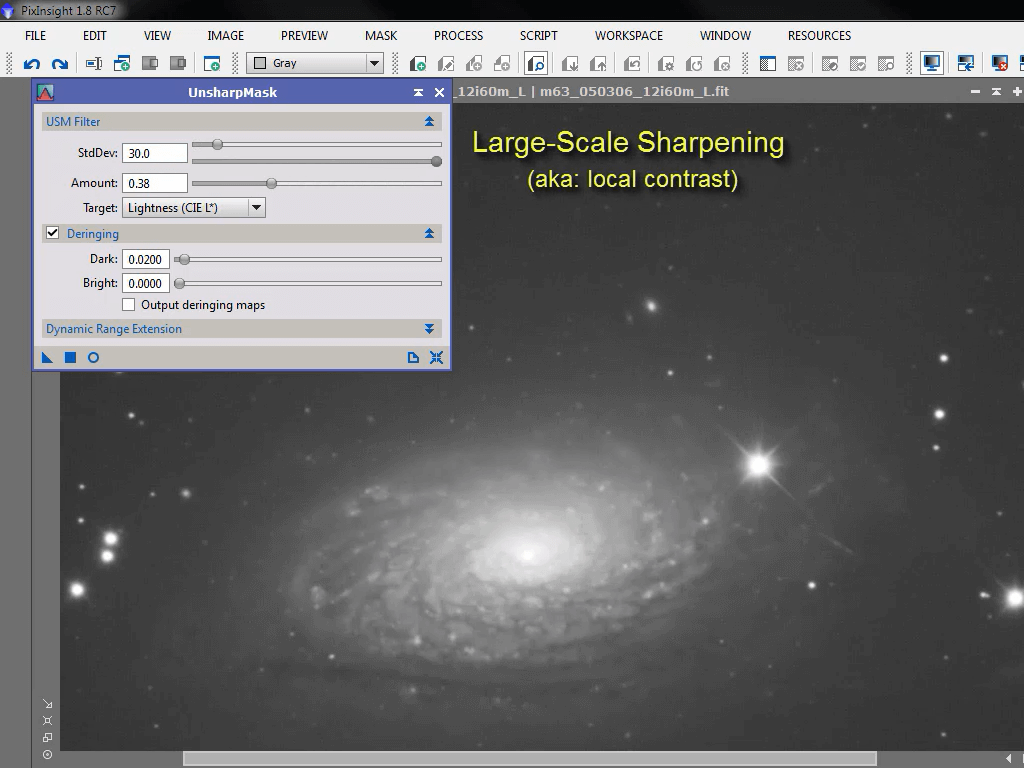 PixInsight 1.8 RC7
FILE EDIT VIEW IMAGE PREVIEW MASK PROCESS SCRIPT WORKSPACE WINDOW RESOURCES
Gray
UnsharpMask
_12i60m_L | m63_050306_12i60m_L.fit
USM Filter
StdDev: 30.0
Amount: 0.38
Target: Lightness (CIE L*)
Deringing
Dark: 0.0200
Bright: 0.0000
Output deringing maps
Dynamic Range Extension
Large-Scale Sharpening
(aka: local contrast)